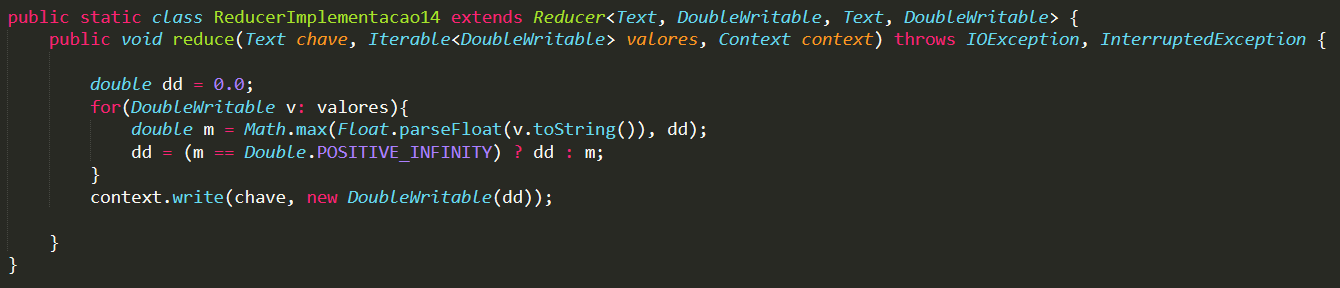 public static class ReducerImplementacao14 extends Reducer<Text, DoubleWritable, Text, DoubleWritable> {
public void reduce(Text chave, Iterable<DoubleWritable> valores, Context context) throws IOException, InterruptedException {
double dd = 0.0;
for(DoubleWritable v: valores){
double m = Math.max(Float.parseFloat(v.toString()), dd);
dd = (m == Double.POSITIVE_INFINITY) ? dd : m;
}
context.write(chave, new DoubleWritable(dd));
}
}